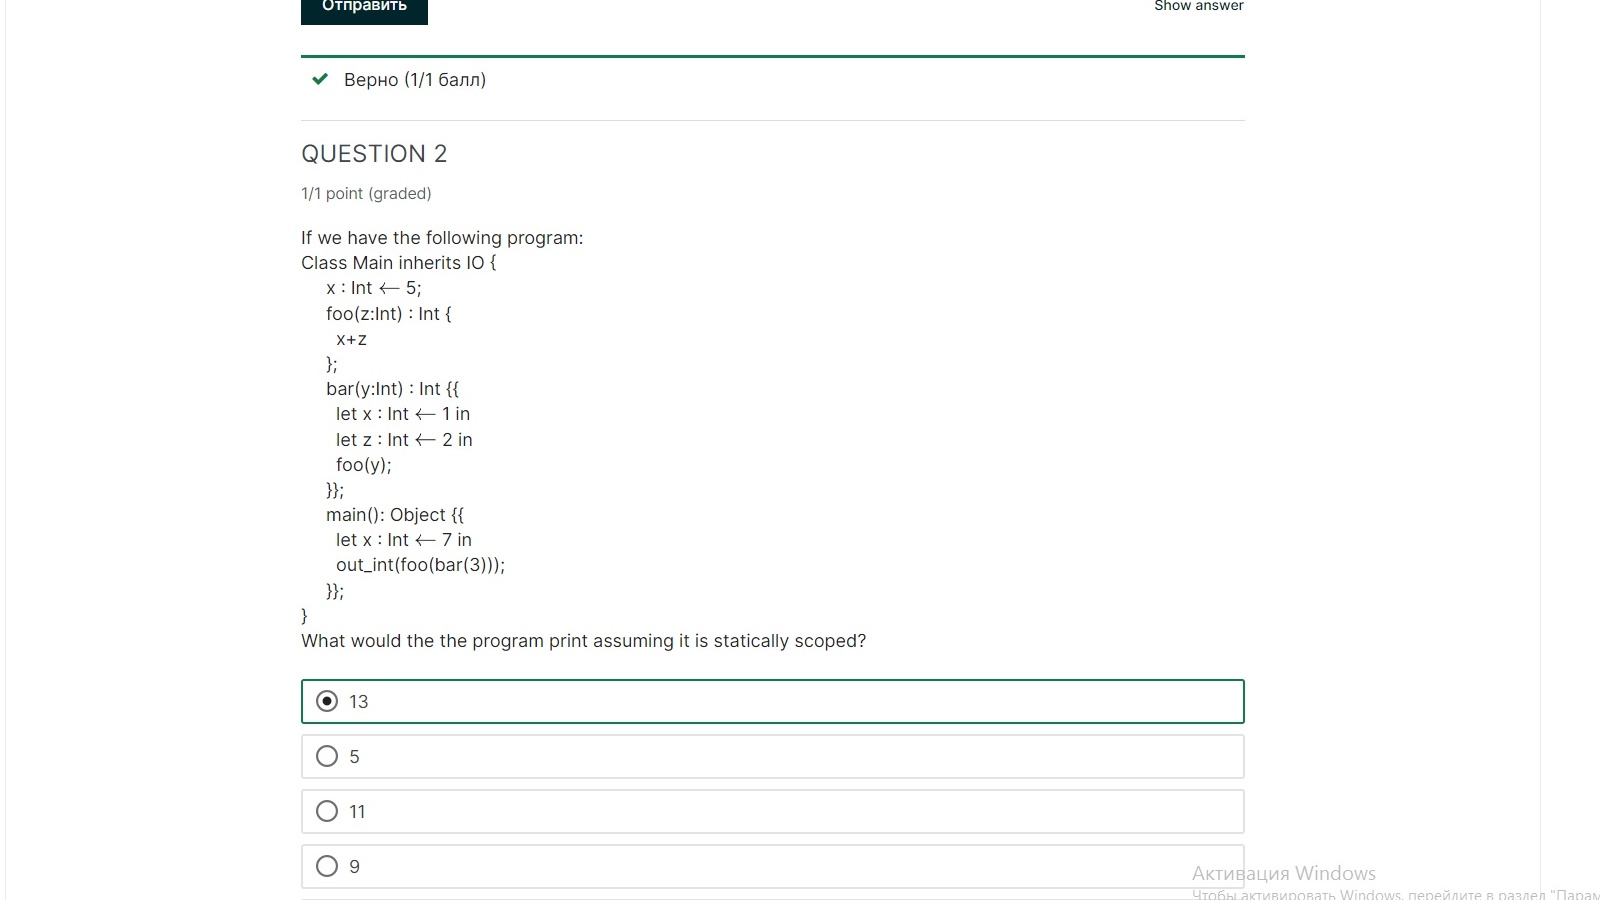 Отправить
Show answer
Верно (1/1 балл)
QUESTION 2
1/1 point (graded)
If we have the following program:
Class Main inherits IO {
x : Int ← 5;
foo(z:Int) : Int {
x+z
};
bar(y:Int) : Int {{
let x : Int ← 1 in
let z : Int ← 2 in
foo(y);
}};
main(): Object {{
let x : Int ← 7 in
out_int(foo(bar(3)));
}};
}
What would the the program print assuming it is statically scoped?
13
5
11
9
Активация Windows
Чтобы активировать Windows, перейдите в раздел "Парам